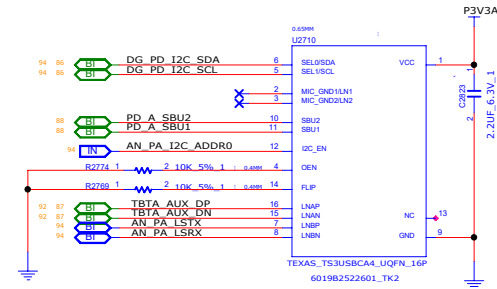 P3V3A
0.65MM
U2710
94 86 BI DG_PD_I2C_SDA 6 SEL0/SDA VCC 1
94 86 BI DG_PD_I2C_SCL 5 SEL1/SCL
2 MIC_GND1/LN1
3 MIC_GND2/LN2
88 BI PD_A_SBU2 10 SBU2
88 BI PD_A_SBU1 11 SBU1
94 IN AN_PA_I2C_ADDR0 12 I2C_EN
R2774 1 2 10K_5%_1 0.4MM 4 OEN
R2769 1 2 10K_5%_1 0.4MM 14 FLIP
92 87 BI TBTA_AUX_DP 16 LNAP
92 87 BI TBTA_AUX_DN 15 LNAN NC 13
94 BI AN_PA_LSTX 7 LNBP
94 BI AN_PA_LSRX 8 LNBN GND 9
1
C2823
2
2.2UF_6.3V_1
TEXAS_TS3USBCA4_UQFN_16P
6019B2522601_TK2